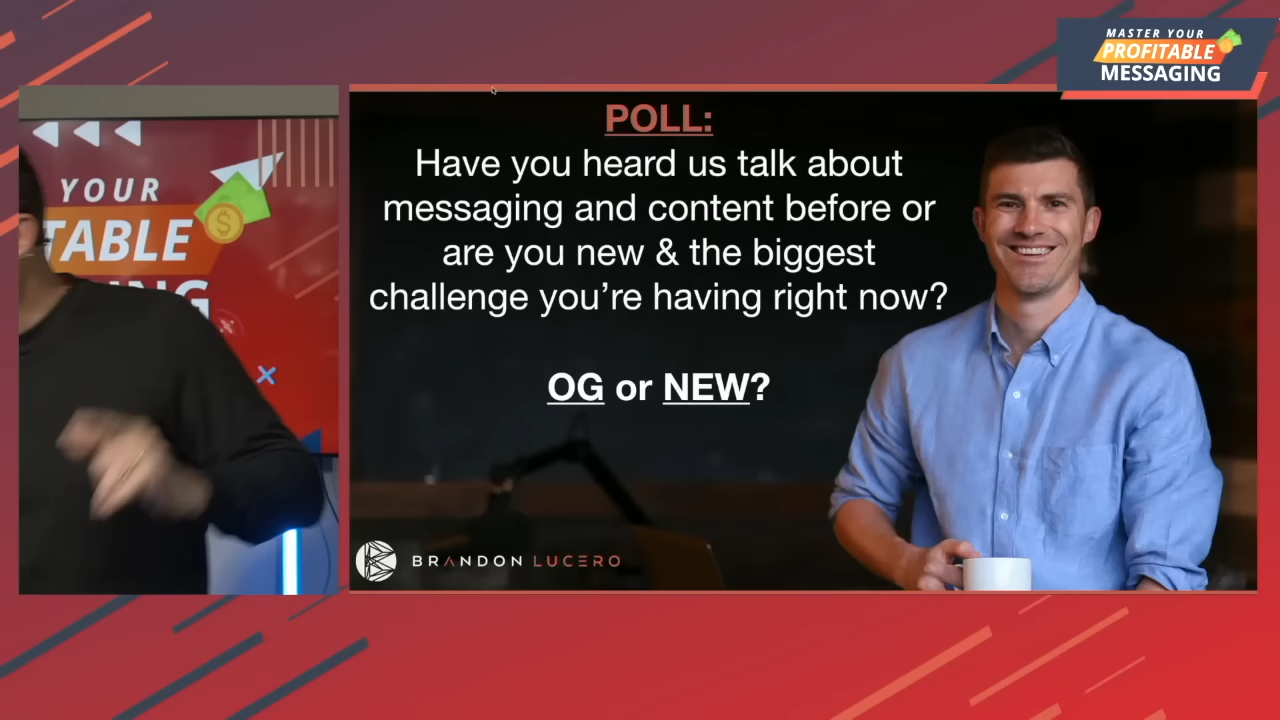 MASTER YOUR
PROFITABLE
MESSAGING
YOUR
TABLE
POLL:
Have you heard us talk about
messaging and content before or
are you new & the biggest
challenge you're having right now?
OG or NEW?
BRANDON LUCERO